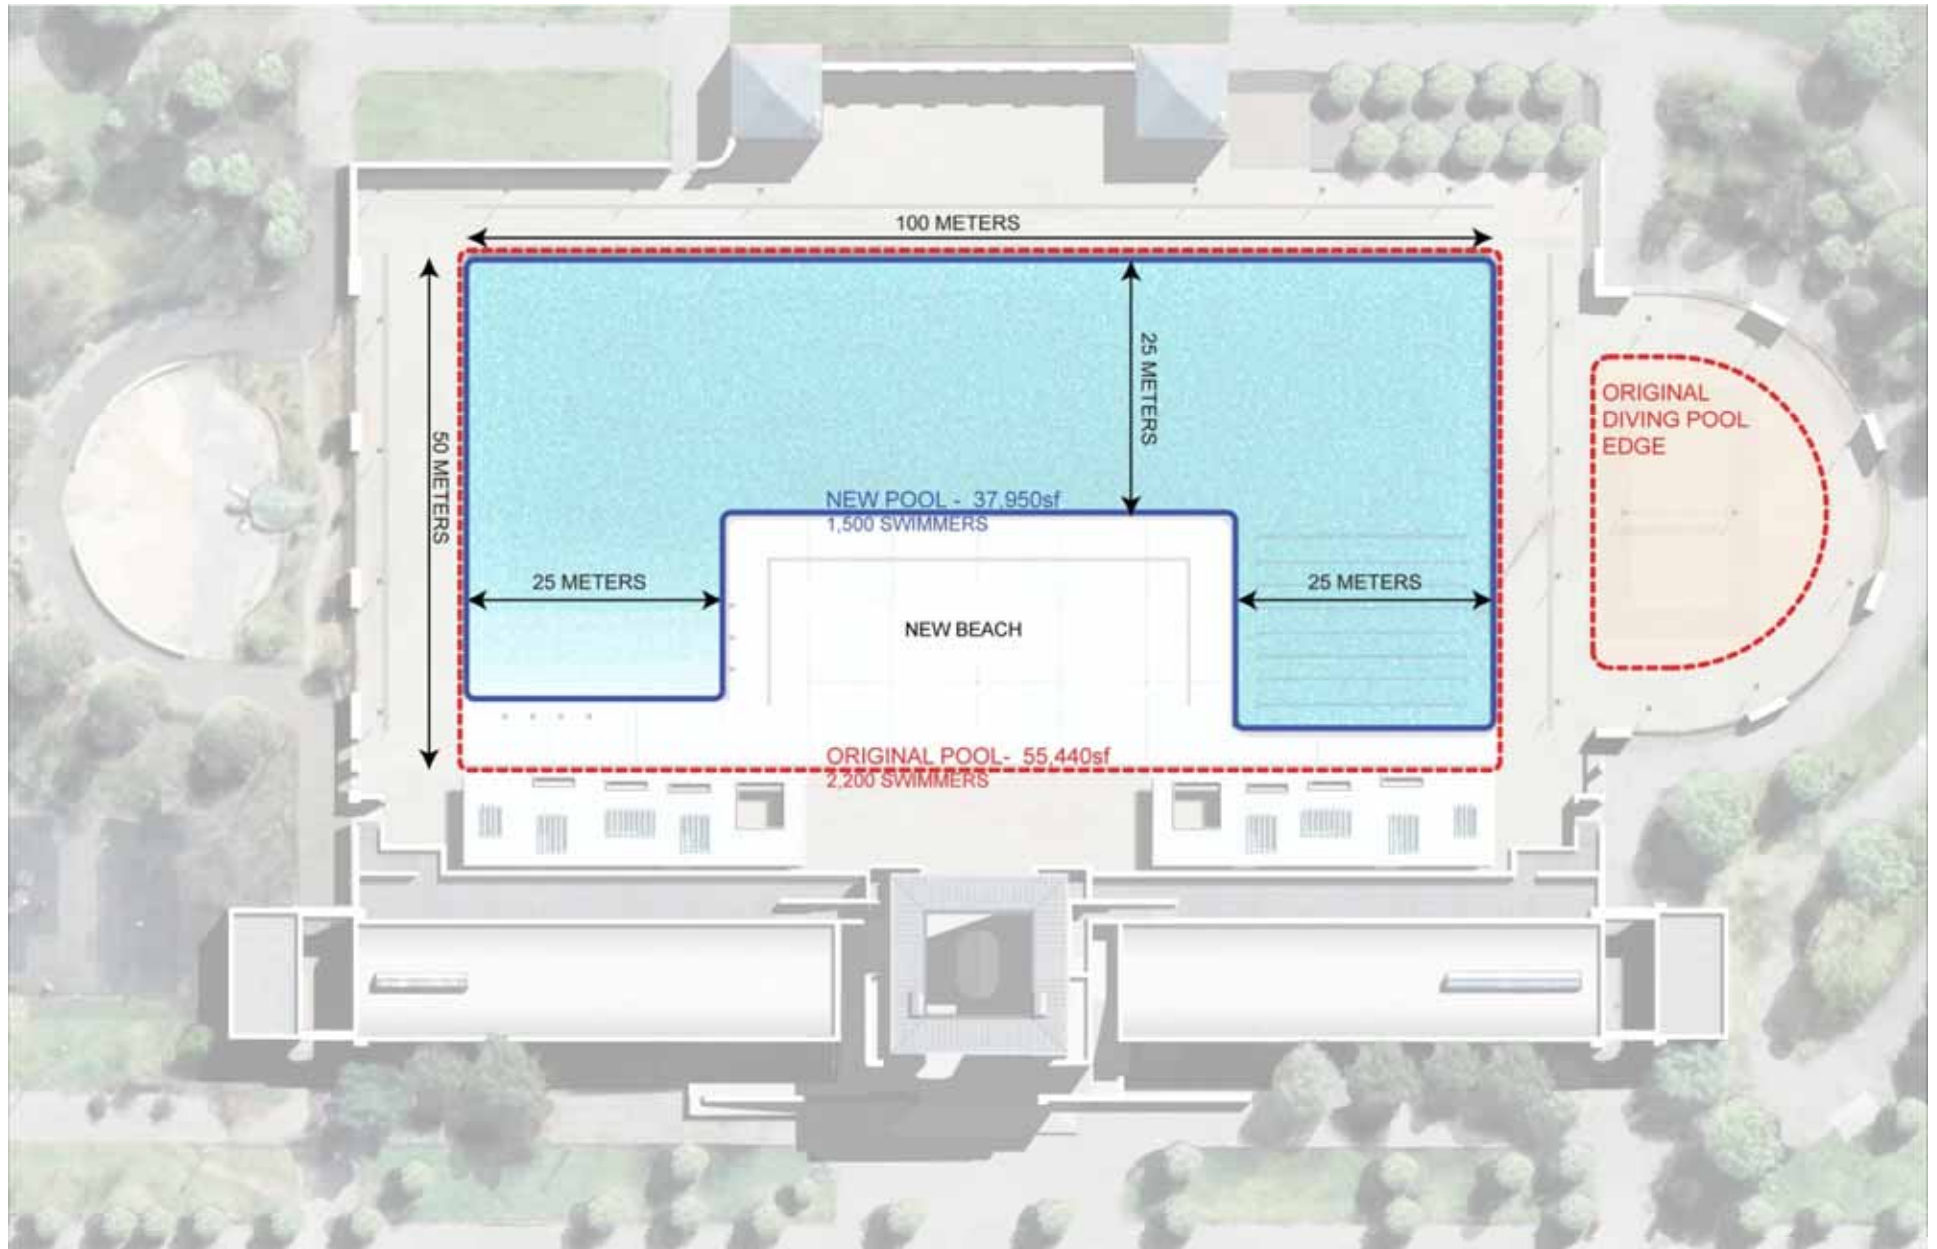 100 METERS
25 METERS
50 METERS
ORIGINAL
DIVING POOL
EDGE
NEW POOL - 37,950sf
1,500 SWIMMERS
25 METERS
25 METERS
NEW BEACH
ORIGINAL POOL- 55,440sf
2,200 SWIMMERS